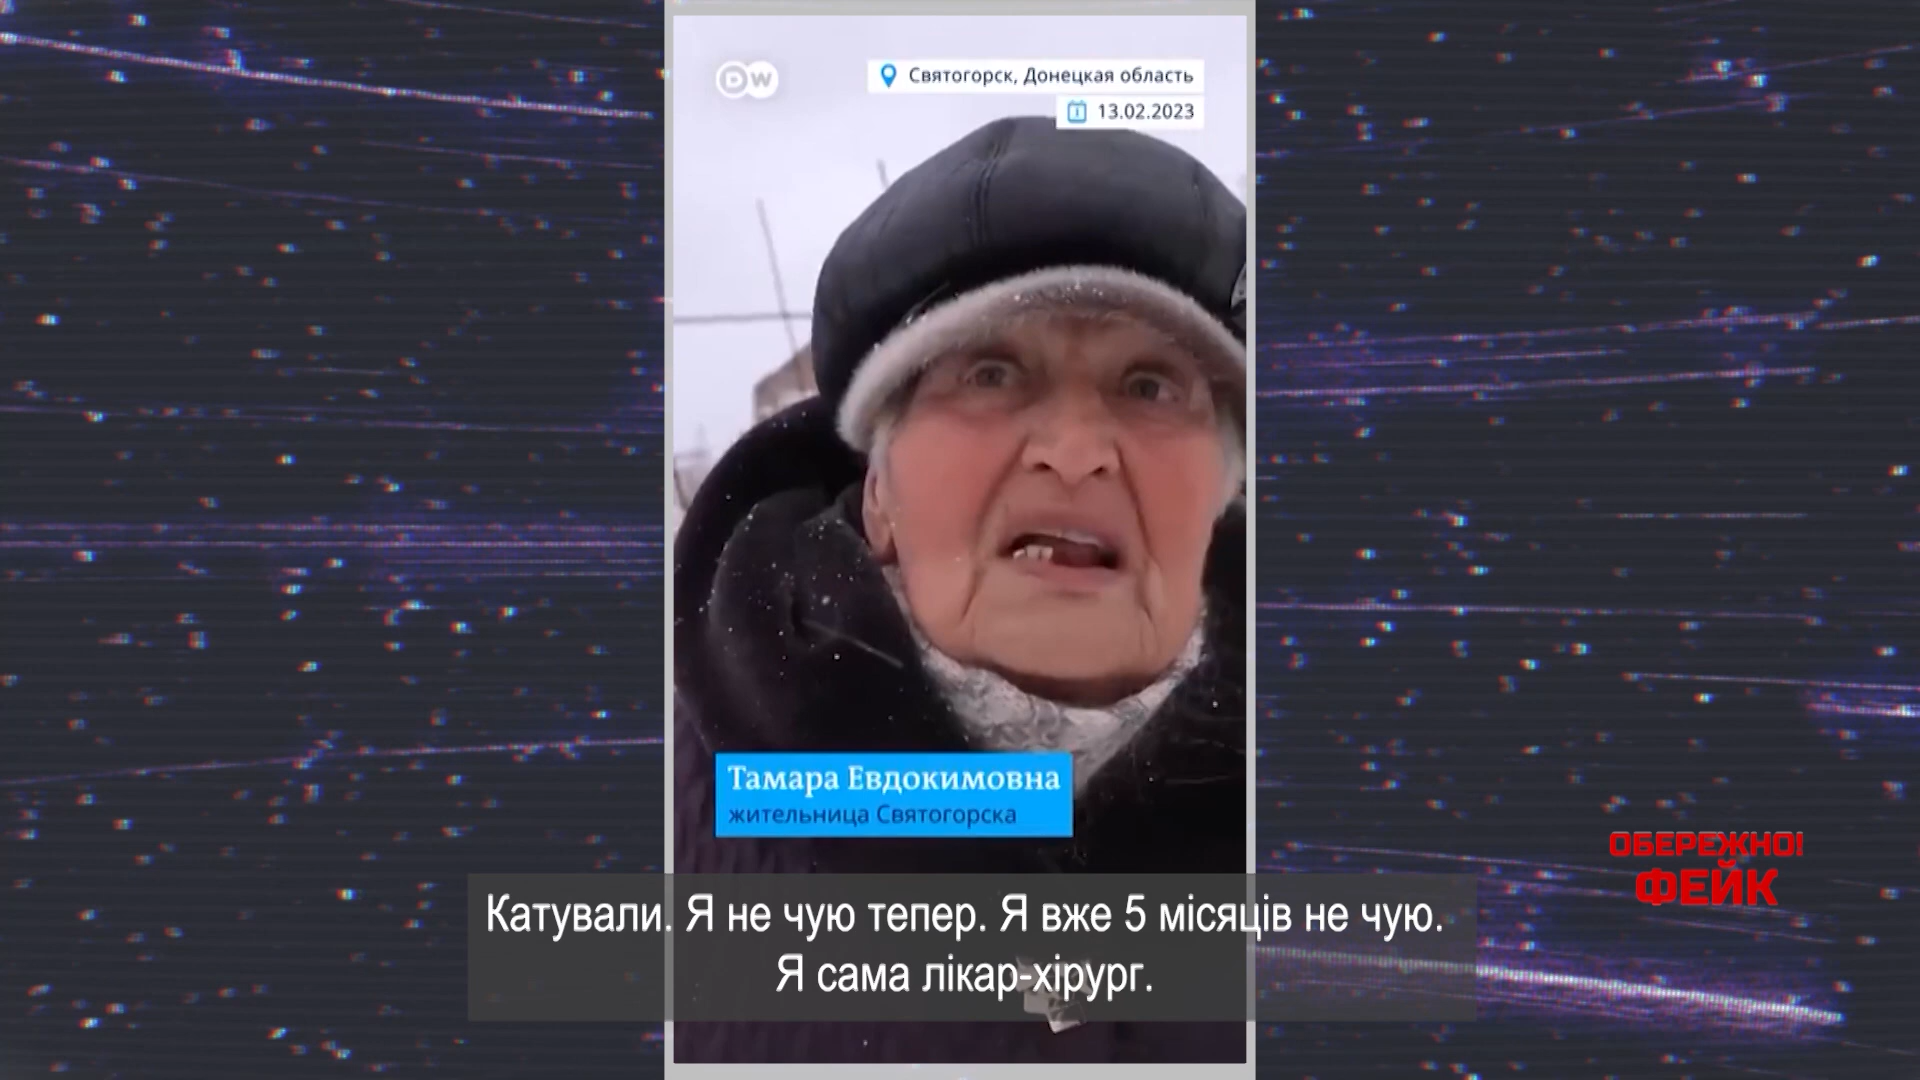 DW
Святогорск, Донецкая область
13.02.2023
Тамара Евдокимовна
жительница Святогорска
ОБЕРЕЖНО!
ФЕЙК
Катували. Я не чую тепер. Я вже 5 місяців не чую.
Я сама лікар-хірург.